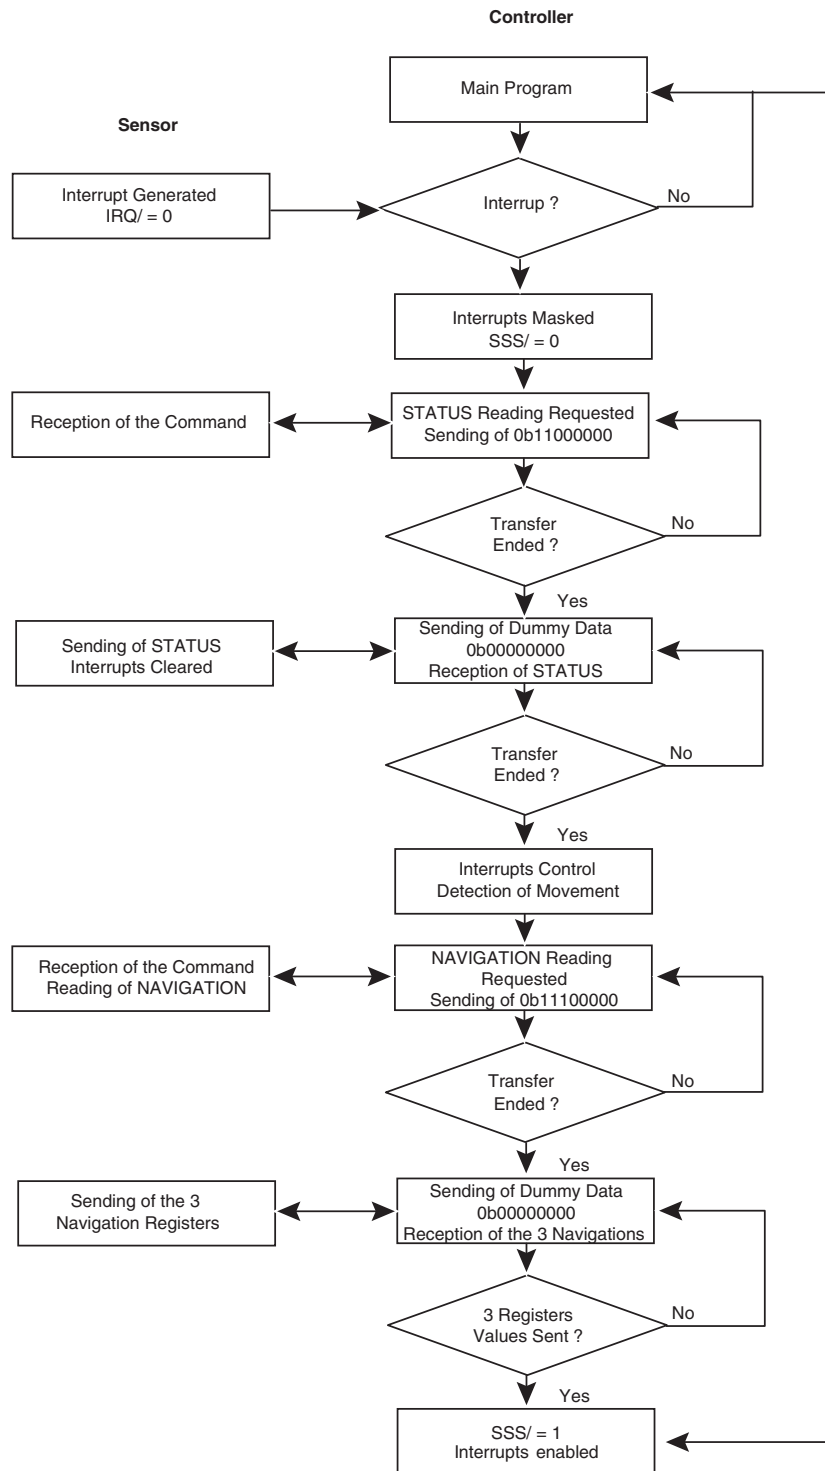 Controller
Main Program
Sensor
Interrupt Generated
IRQ/ = 0
Interrup ?
No
Interrupts Masked
SSS/ = 0
Reception of the Command
STATUS Reading Requested
Sending of 0b11000000
Transfer
Ended ?
No
Yes
Sending of STATUS
Interrupts Cleared
Sending of Dummy Data
0b00000000
Reception of STATUS
Transfer
Ended ?
No
Yes
Interrupts Control
Detection of Movement
Reception of the Command
Reading of NAVIGATION
NAVIGATION Reading
Requested
Sending of 0b11100000
Transfer
Ended ?
No
Yes
Sending of the 3
Navigation Registers
Sending of Dummy Data
0b00000000
Reception of the 3 Navigations
3 Registers
Values Sent ?
No
Yes
SSS/ = 1
Interrupts enabled